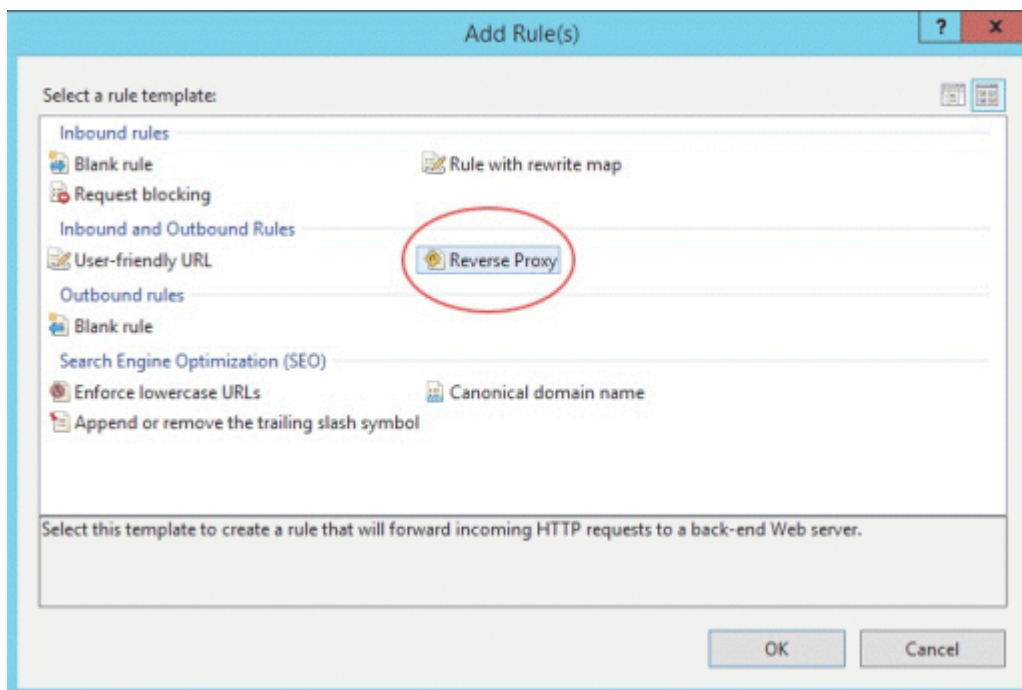 Add Rule(s)
? x
Select a rule template:
Inbound rules
Blank rule
Rule with rewrite map
Request blocking
Inbound and Outbound Rules
User-friendly URL
Reverse Proxy
Outbound rules
Blank rule
Search Engine Optimization (SEO)
Enforce lowercase URLs
Canonical domain name
Append or remove the trailing slash symbol
Select this template to create a rule that will forward incoming HTTP requests to a back-end Web server.
OK
Cancel